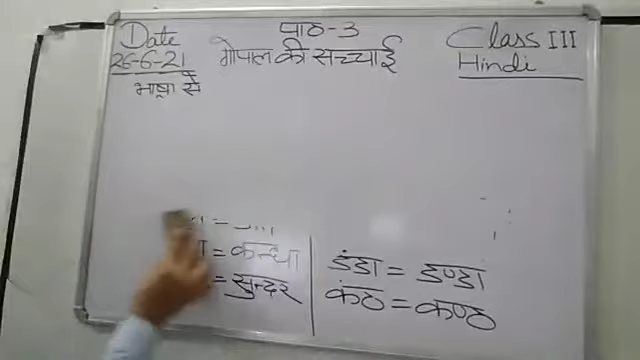 Date
26-6-21
पाठ-3
गोपाल की सच्चाई
Class III
Hindi
भाषा से
= कन्धा
= सुन्दर
डंडा = डण्डा
कंठ = कण्ठ